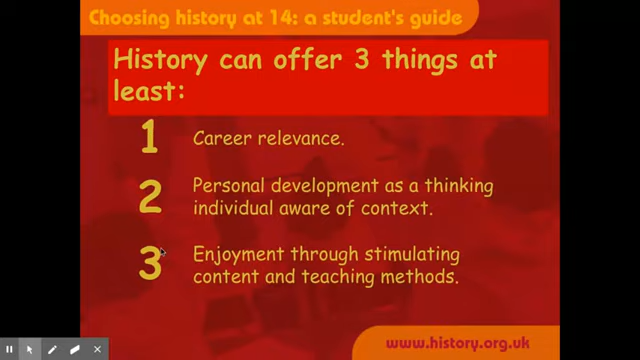 Choosing history at 14: a student's guide
History can offer 3 things at
least:
1 Career relevance.
2 Personal development as a thinking
individual aware of context.
3 Enjoyment through stimulating
content and teaching methods.
www.history.org.uk